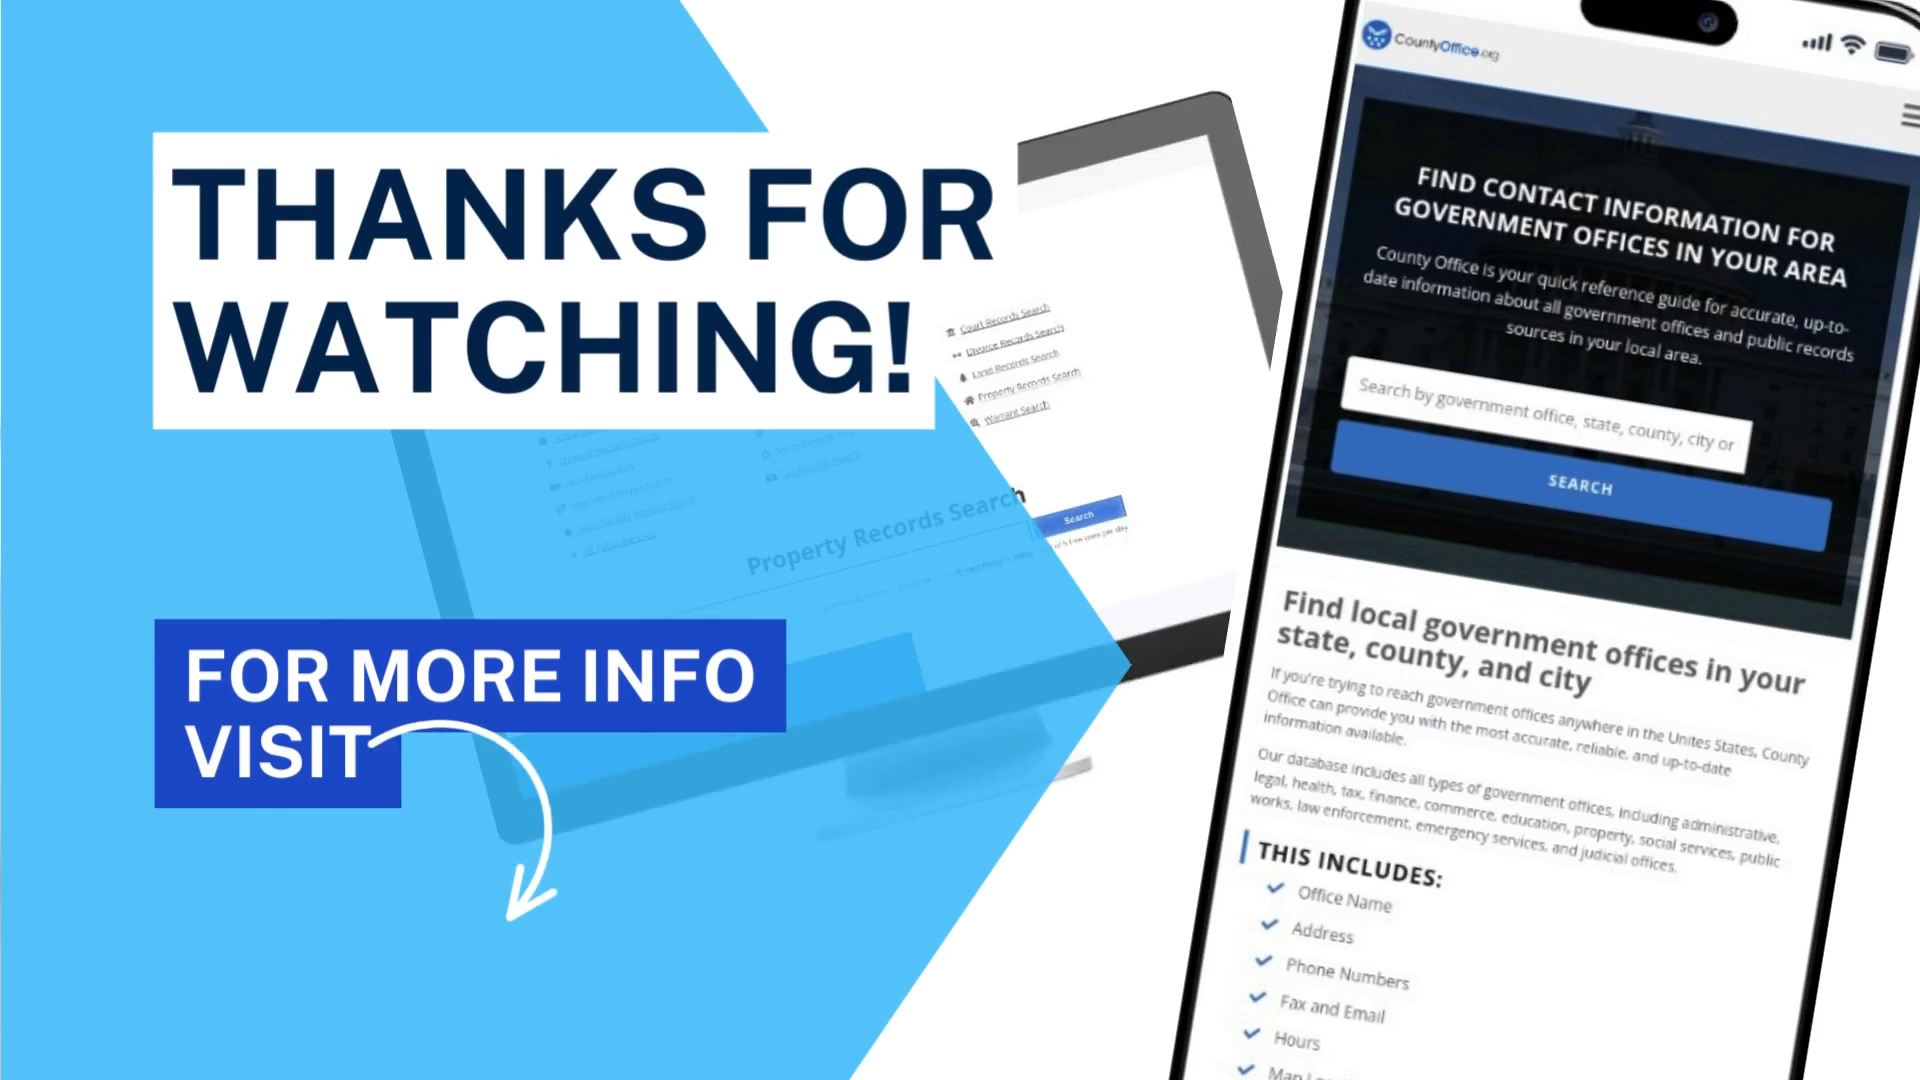 THANKS FOR
WATCHING!
FOR MORE INFO
VISIT
Court Records Search
Divorce Records Search
Land Records Search
Property Records Search
Warrant Search
Property Records Search
Search
CountyOffice.org
FIND CONTACT INFORMATION FOR
GOVERNMENT OFFICES IN YOUR AREA
County Office is your quick reference guide for accurate, up-to-
date information about all government offices and public records
sources in your local area.
Search by government office, state, county, city or
SEARCH
Find local government offices in your
state, county, and city
If you're trying to reach government offices anywhere in the Unites States, County
Office can provide you with the most accurate, reliable, and up-to-date
information available.
Our database includes all types of government offices, including administrative,
legal, health, tax, finance, commerce, education, property, social services, public
works, law enforcement, emergency services, and judicial offices.
THIS INCLUDES:
Office Name
Address
Phone Numbers
Fax and Email
Hours